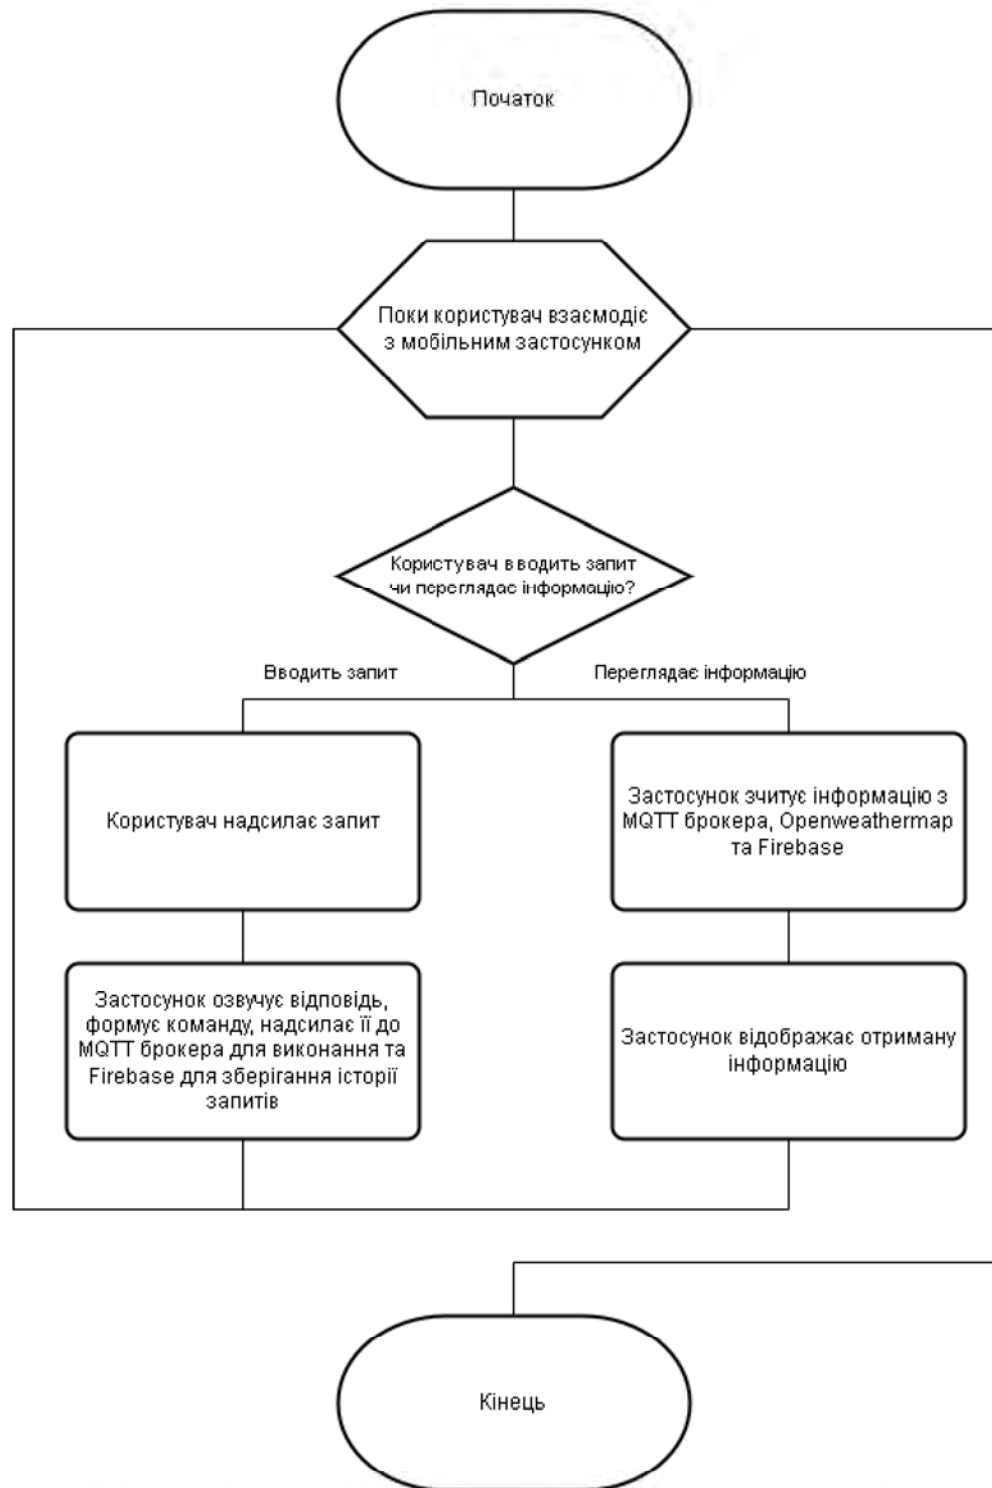 Початок
Поки користувач взаємодіє
з мобільним застосунком
Користувач вводить запит
чи переглядає інформацію?
Вводить запит
Переглядає інформацію
Користувач надсилає запит
Застосунок зчитує інформацію з
MQTT брокера, Openweathermap
та Firebase
Застосунок озвучує відповідь,
формує команду, надсилає її до
MQTT брокера для виконання та
Firebase для зберігання історії
запитів
Застосунок відображає отриману
інформацію
Кінець